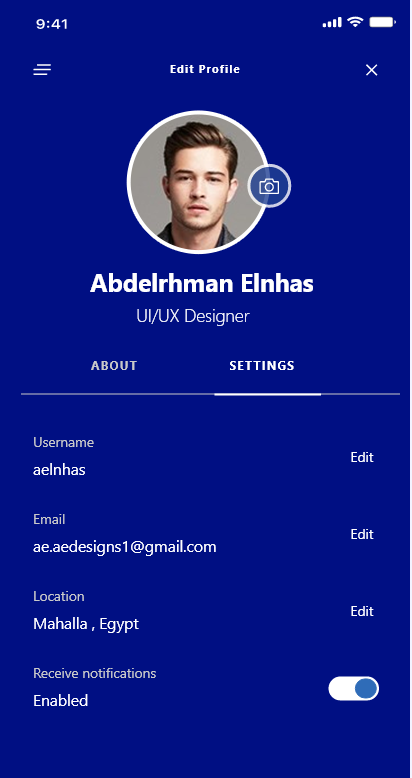 9:41
Edit Profile
Abdelrhman Elnhas
UI/UX Designer
ABOUT SETTINGS
Username
aelnhas
Edit
Email
ae.aedesigns1@gmail.com
Edit
Location
Mahalla , Egypt
Edit
Receive notifications
Enabled